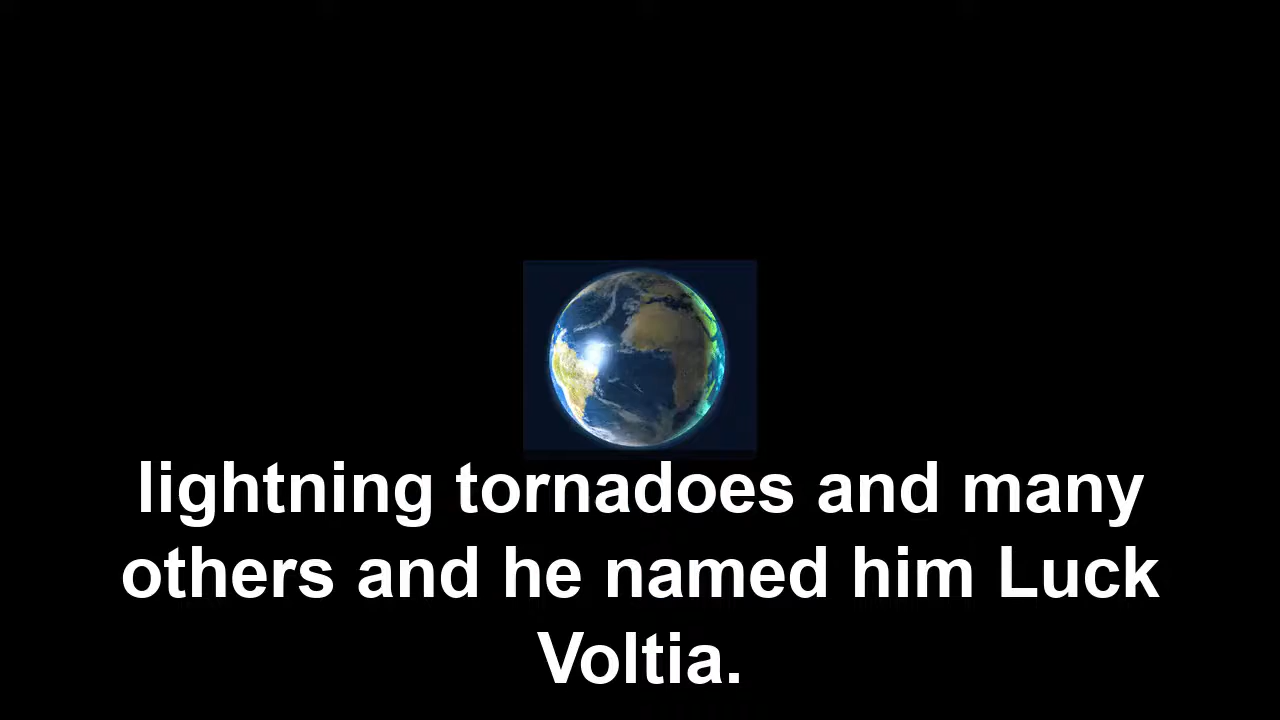 lightning tornadoes and many
others and he named him Luck
Voltia.